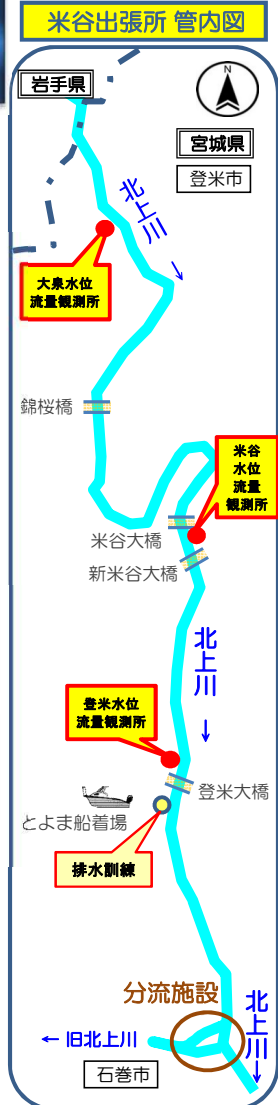 米谷出張所 管内図
岩手県
N
宮城県
登米市
北上川
↓
大泉水位
流量観測所
錦桜橋
米谷
水位
流量
観測所
米谷大橋
新米谷大橋
北上川
↓
登米水位
流量観測所
登米大橋
とよま船着場
排水訓練
分流施設
北上川
↓
← 旧北上川
石巻市